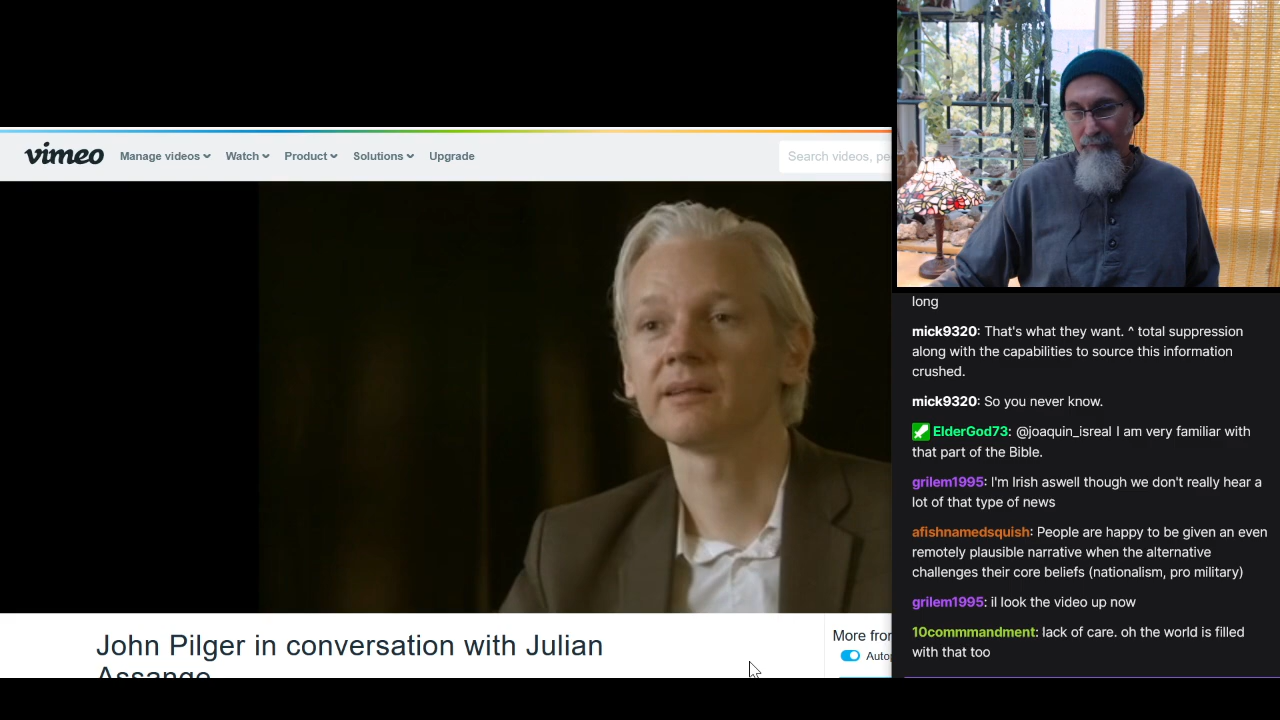 vimeo Manage videos Watch Product Solutions Upgrade Search videos, pe
John Pilger in conversation with Julian
Assange
More from
Autop
long
mick9320: That's what they want. ^ total suppression
along with the capabilities to source this information
crushed.
mick9320: So you never know.
ElderGod73: @joaquin_isreal I am very familiar with
that part of the Bible.
grilem1995: I'm Irish aswell though we don't really hear a
lot of that type of news
afishnamedsquish: People are happy to be given an even
remotely plausible narrative when the alternative
challenges their core beliefs (nationalism, pro military)
grilem1995: il look the video up now
10commmandment: lack of care. oh the world is filled
with that too